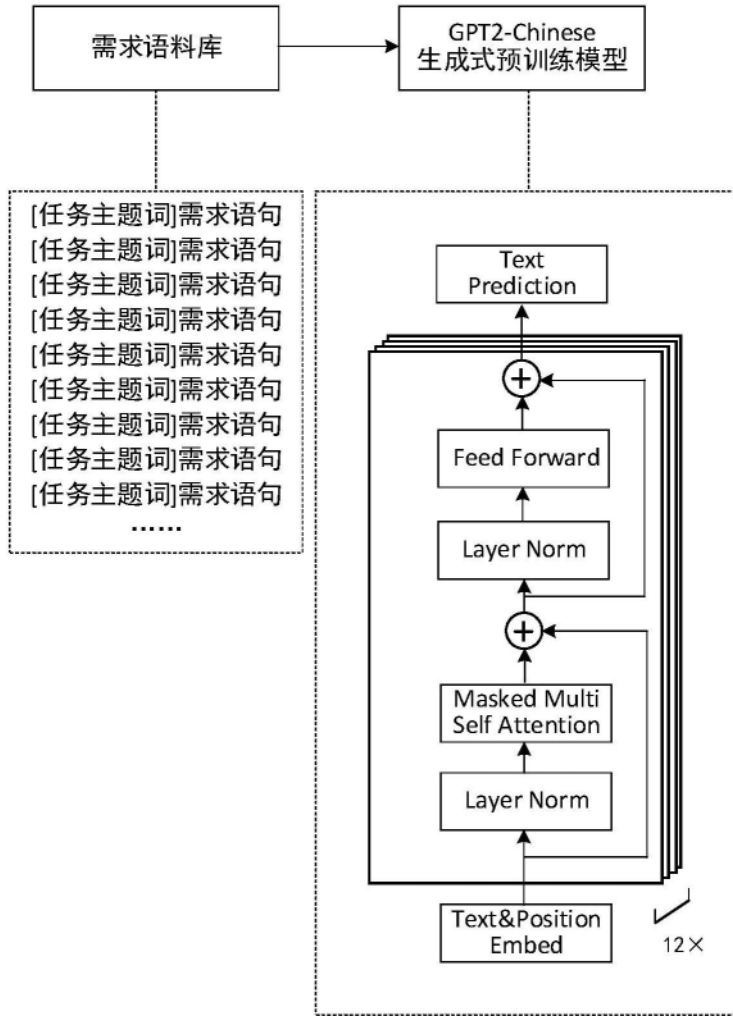 需求语料库
GPT2-Chinese
生成式预训练模型
[任务主题词]需求语句
[任务主题词]需求语句
[任务主题词]需求语句
[任务主题词]需求语句
[任务主题词]需求语句
[任务主题词]需求语句
[任务主题词]需求语句
[任务主题词]需求语句
[任务主题词]需求语句
……
Text
Prediction
Feed Forward
Layer Norm
Masked Multi
Self Attention
Layer Norm
Text&Position
Embed
12×